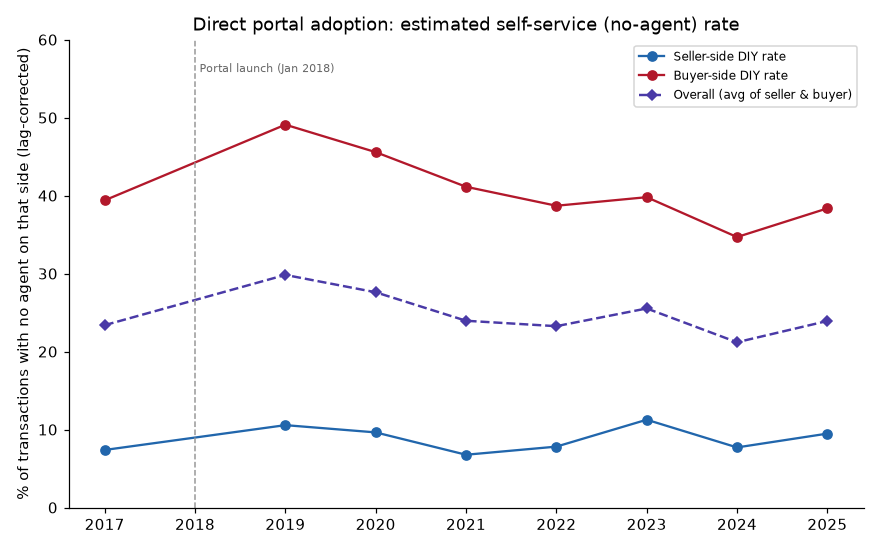 Direct portal adoption: estimated self-service (no-agent) rate
% of transactions with no agent on that side (lag-corrected)
60
50
40
30
20
10
0
Portal launch (Jan 2018)
Seller-side DIY rate
Buyer-side DIY rate
Overall (avg of seller & buyer)
2017 2018 2019 2020 2021 2022 2023 2024 2025